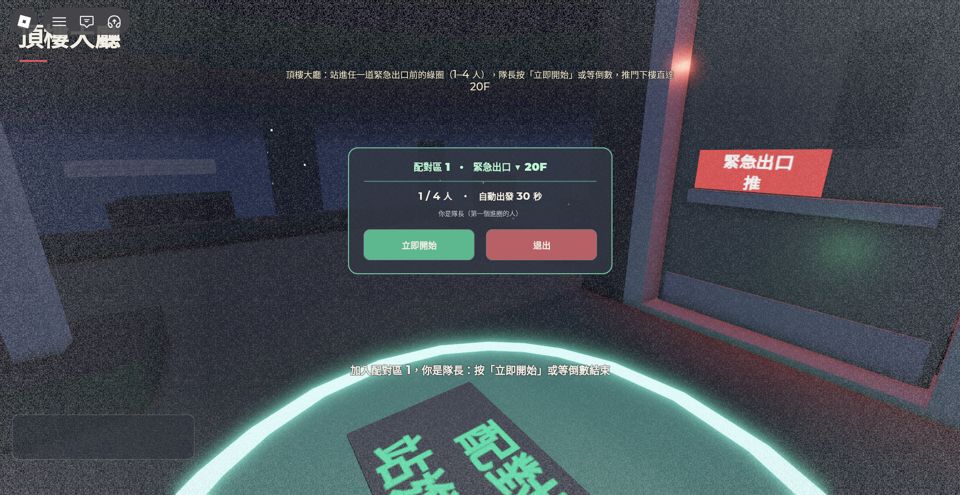 頂樓大廳
頂樓大廳：站進任一道緊急出口前的綠圈（1–4 人），隊長按「立即開始」或等倒數，推門下樓直達
20F
配對區 1 • 緊急出口 ▼ 20F
1 / 4 人 • 自動出發 30 秒
你是隊長（第一個進圈的人）
立即開始
退出
緊急出口
推
加入配對區 1，你是隊長：按「立即開始」或等倒數結束
配對
站進